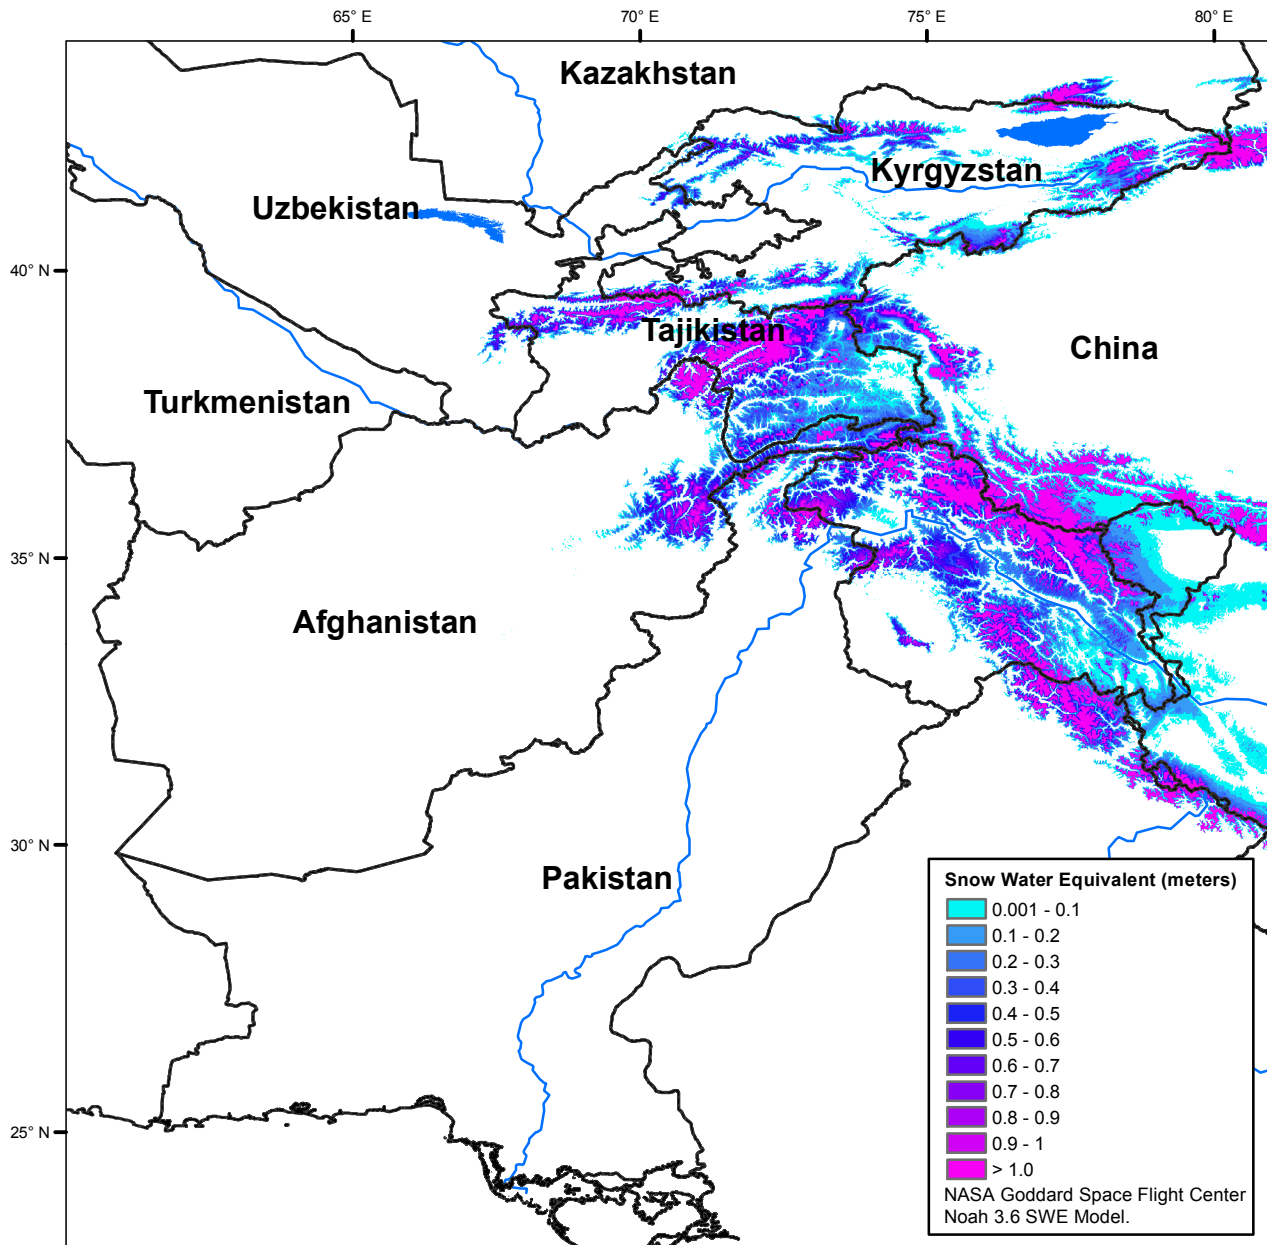 65° E
70° E
75° E
80° E
Kazakhstan
Kyrgyzstan
Uzbekistan
40° N
Tajikistan
China
Turkmenistan
35° N
Afghanistan
30° N
Pakistan
25° N
Snow Water Equivalent (meters)
0.001 - 0.1
0.1 - 0.2
0.2 - 0.3
0.3 - 0.4
0.4 - 0.5
0.5 - 0.6
0.6 - 0.7
0.7 - 0.8
0.8 - 0.9
0.9 - 1
> 1.0
NASA Goddard Space Flight Center
Noah 3.6 SWE Model.